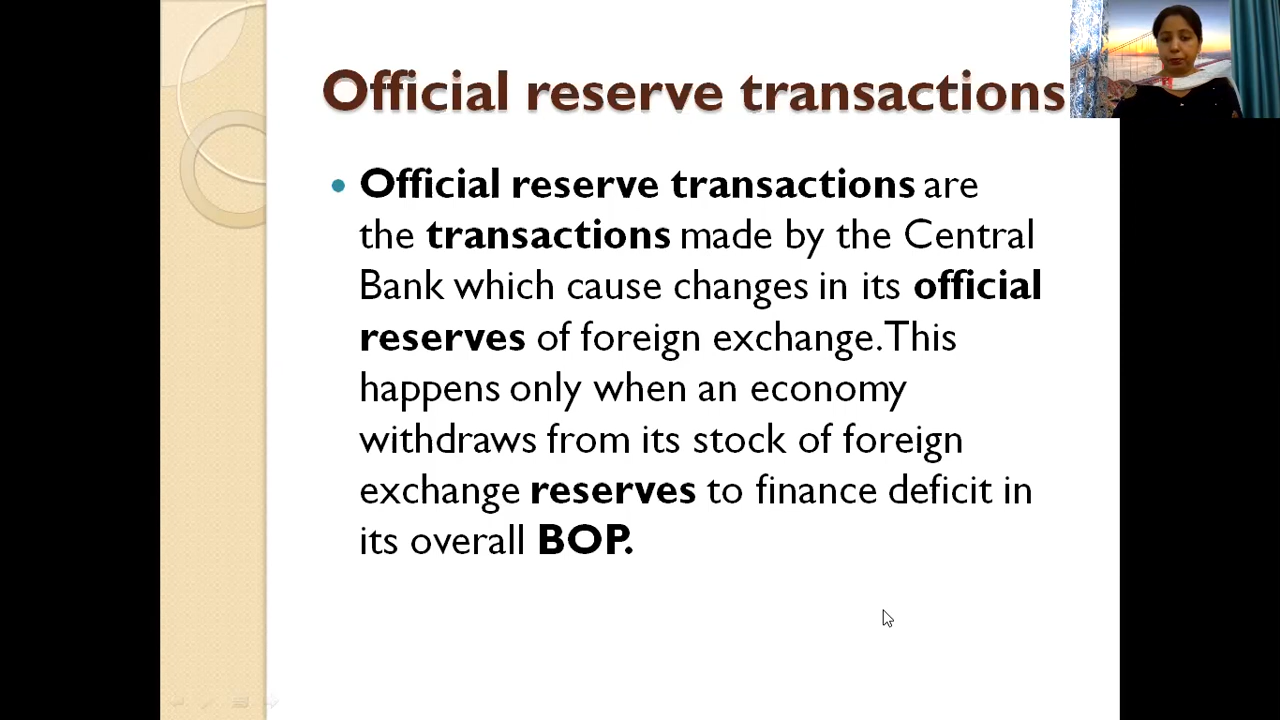 Official reserve transactions
• Official reserve transactions are
the transactions made by the Central
Bank which cause changes in its official
reserves of foreign exchange. This
happens only when an economy
withdraws from its stock of foreign
exchange reserves to finance deficit in
its overall BOP.